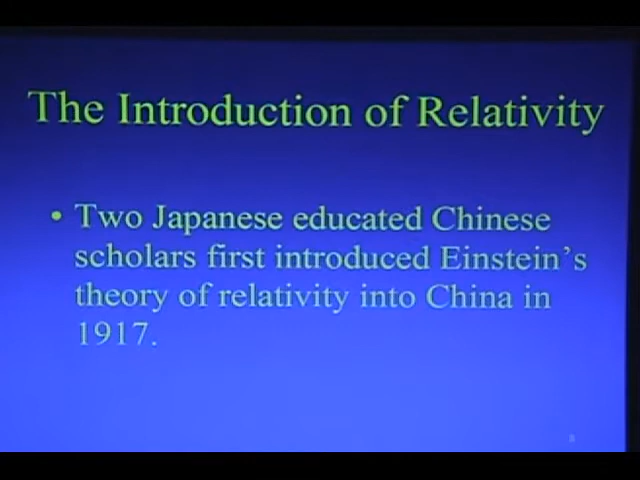 The Introduction of Relativity
• Two Japanese educated Chinese
scholars first introduced Einstein's
theory of relativity into China in
1917.
8